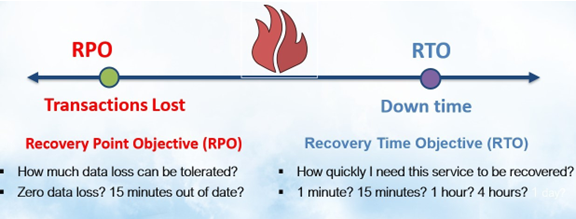 RPO
RTO
Transactions Lost
Down time
Recovery Point Objective (RPO)
Recovery Time Objective (RTO)
▪ How much data loss can be tolerated?
▪ Zero data loss? 15 minutes out of date?
▪ How quickly I need this service to be recovered?
▪ 1 minute? 15 minutes? 1 hour? 4 hours? 1 day?